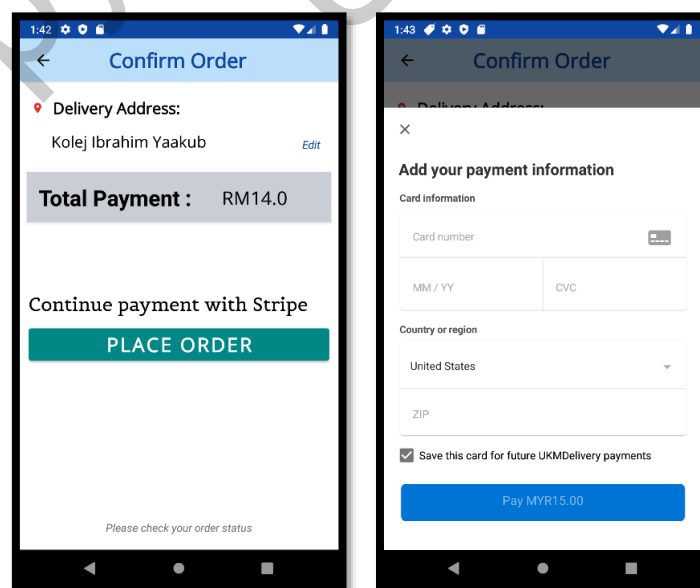 1:42
Confirm Order
Delivery Address:
Kolej Ibrahim Yaakub
Edit
Total Payment : RM14.0
Continue payment with Stripe
PLACE ORDER
Please check your order status
1:43
Confirm Order
Delivery Address:
Add your payment information
Card information
Card number
MM / YY
CVC
Country or region
United States
ZIP
Save this card for future UKMDelivery payments
Pay MYR15.00